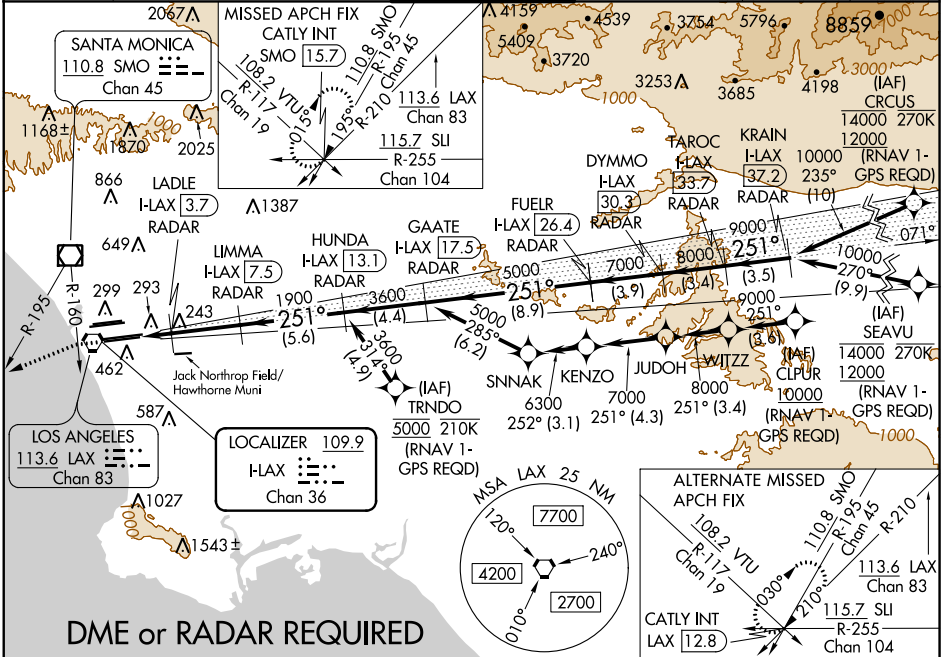 2067
SANTA MONICA
110.8 SMO
Chan 45
1168±
1870
2025
1000
MISSED APCH FIX
CATLY INT
SMO 15.7
110.8 SMO
R-195
Chan 45
108.2 VTU
R-117
Chan 19
015°
195°
R-210
113.6 LAX
Chan 83
115.7 SLI
R-255
Chan 104
4159
5409
4539
3720
3754
5796
8859
3253
3685
4198
3000
1000
(IAF)
CRCUS
14000 270K
12000
(RNAV 1-
GPS REQD)
10000
235°
(10)
KRAIN
I-LAX
37.2
RADAR
TAROC
I-LAX
33.7
RADAR
DYMMO
I-LAX
30.3
RADAR
FUELR
I-LAX 26.4
RADAR
GAATE
I-LAX 17.5
RADAR
HUNDA
I-LAX 13.1
RADAR
LIMMA
I-LAX 7.5
RADAR
LADLE
I-LAX 3.7
RADAR
866
1387
649
299
293
243
462
587
1027
1543±
1000
R-195
R-160
071°
9000
251°
(3.5)
8000
(3.4)
7000
(3.9)
5000
251°
(8.9)
3600
(4.4)
1900
251°
(5.6)
10000
270°
(9.9)
(IAF)
SEAVU
14000 270K
12000
(RNAV 1-
GPS REQD)
9000
251°
(3.6)
(IAF)
CLPUR
10000
(RNAV 1-
GPS REQD)
WITZZ
8000
251° (3.4)
JUDOH
7000
251° (4.3)
KENZO
6300
252° (3.1)
SNNAK
5000
285°
(6.2)
3600
314°
(4.9)
(IAF)
TRNDO
5000 210K
(RNAV 1-
GPS REQD)
Jack Northrop Field/
Hawthorne Muni
LOS ANGELES
113.6 LAX
Chan 83
LOCALIZER 109.9
I-LAX
Chan 36
MSA LAX 25 NM
120°
7700
240°
4200
2700
010°
1000
ALTERNATE MISSED
APCH FIX
108.2 VTU
R-117
Chan 19
110.8 SMO
R-195
Chan 45
R-210
030°
210°
113.6 LAX
Chan 83
115.7 SLI
R-255
Chan 104
CATLY INT
LAX 12.8
DME or RADAR REQUIRED